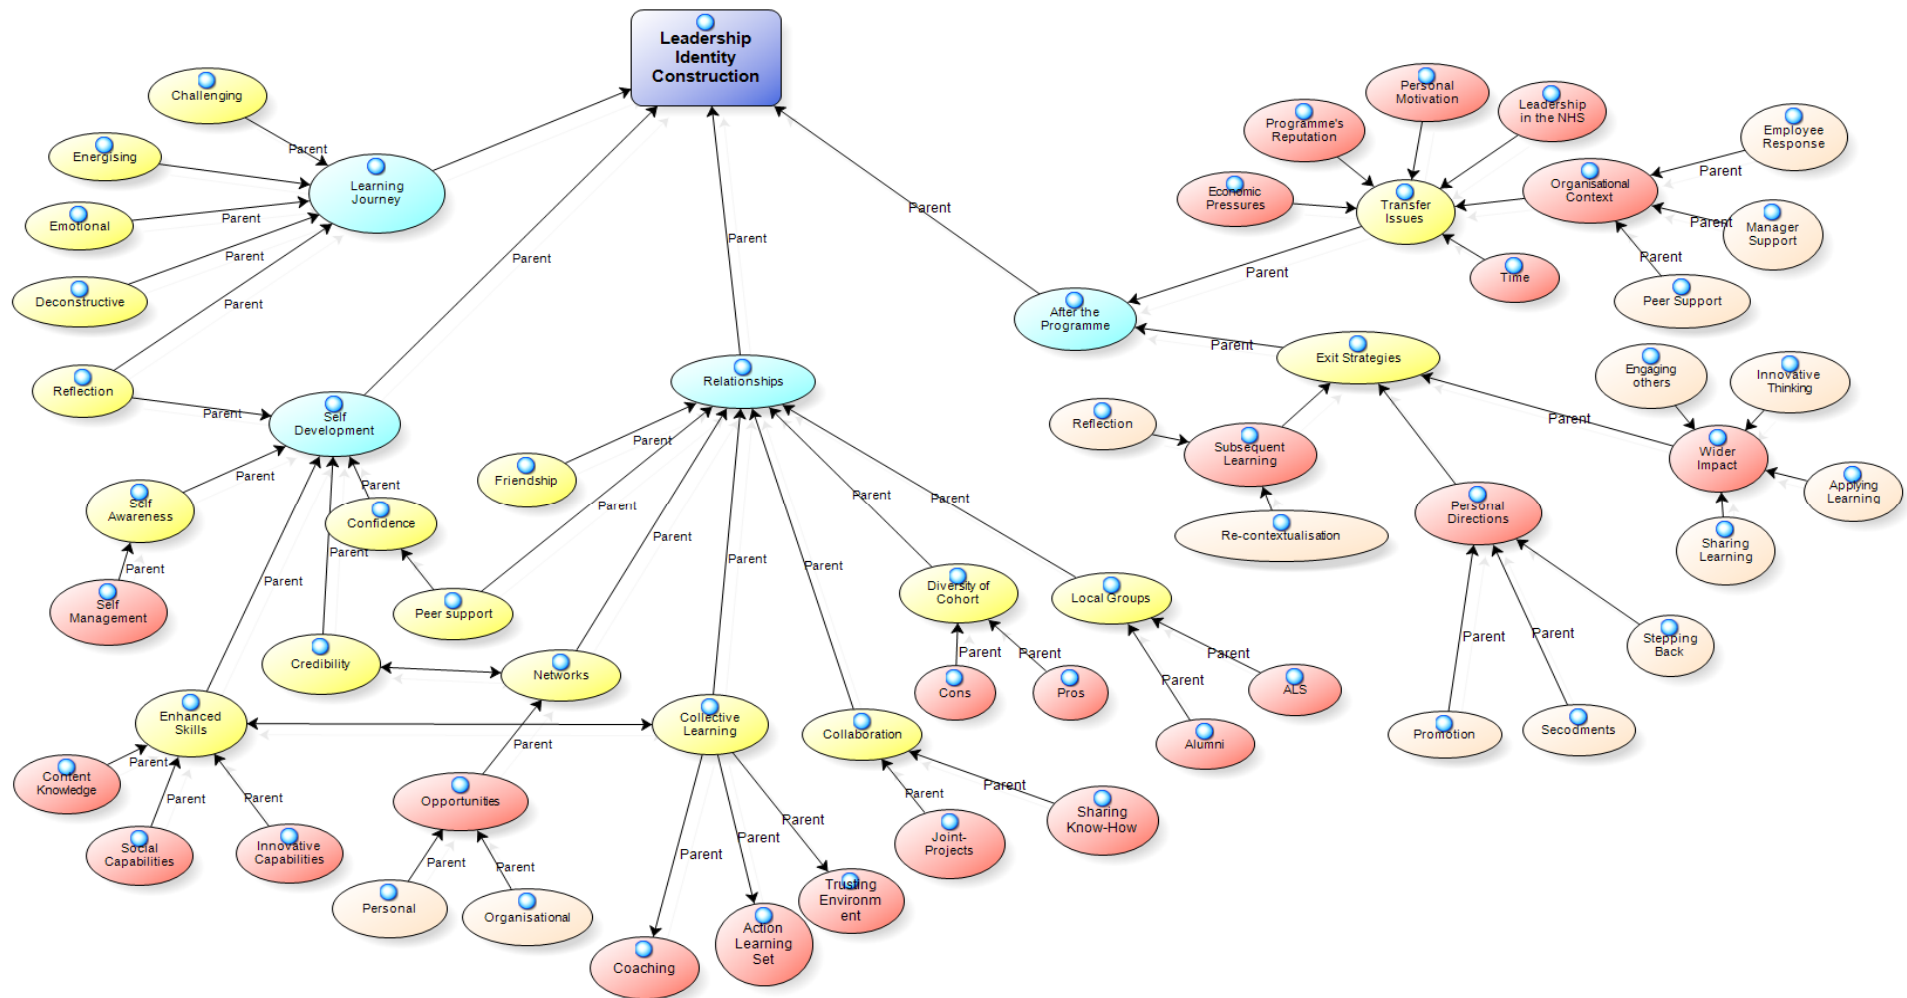 Leadership
Identity
Construction
Challenging
Energising
Emotional
Deconstructive
Reflection
Learning
Journey
Parent
Parent
Parent
Parent
Parent
Parent
Parent
Parent
Self
Development
Self
Awareness
Parent
Self
Management
Parent
Confidence
Parent
Parent
Credibility
Peer support
Enhanced
Skills
Parent
Content
Knowledge
Parent
Social
Capabilities
Parent
Innovative
Capabilities
Parent
Relationships
Friendship
Parent
Parent
Parent
Parent
Parent
Parent
Parent
Networks
Opportunities
Parent
Personal
Parent
Organisational
Parent
Collective
Learning
Coaching
Parent
Action
Learning
Set
Parent
Trusting
Environm
ent
Parent
Collaboration
Joint-
Projects
Parent
Sharing
Know-How
Parent
Diversity of
Cohort
Cons
Parent
Pros
Parent
Local Groups
Alumni
Parent
ALS
Parent
After the
Programme
Parent
Parent
Transfer
Issues
Economic
Pressures
Programme's
Reputation
Personal
Motivation
Leadership
in the NHS
Organisational
Context
Time
Employee
Response
Parent
Manager
Support
Parent
Peer Support
Parent
Exit Strategies
Parent
Subsequent
Learning
Reflection
Re-contextualisation
Personal
Directions
Promotion
Parent
Secodments
Parent
Stepping
Back
Wider
Impact
Engaging
others
Innovative
Thinking
Applying
Learning
Sharing
Learning